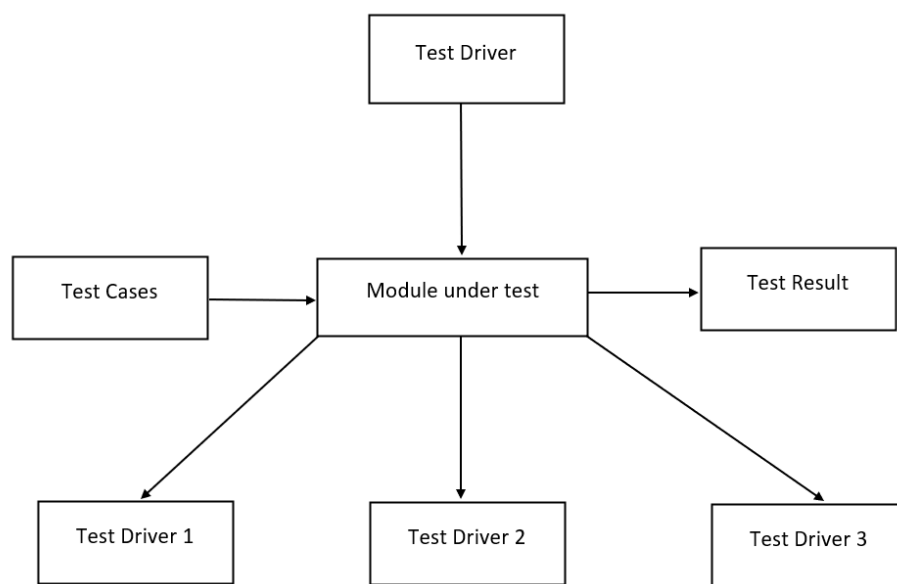 Test Driver
Test Cases
Module under test
Test Result
Test Driver 1
Test Driver 2
Test Driver 3